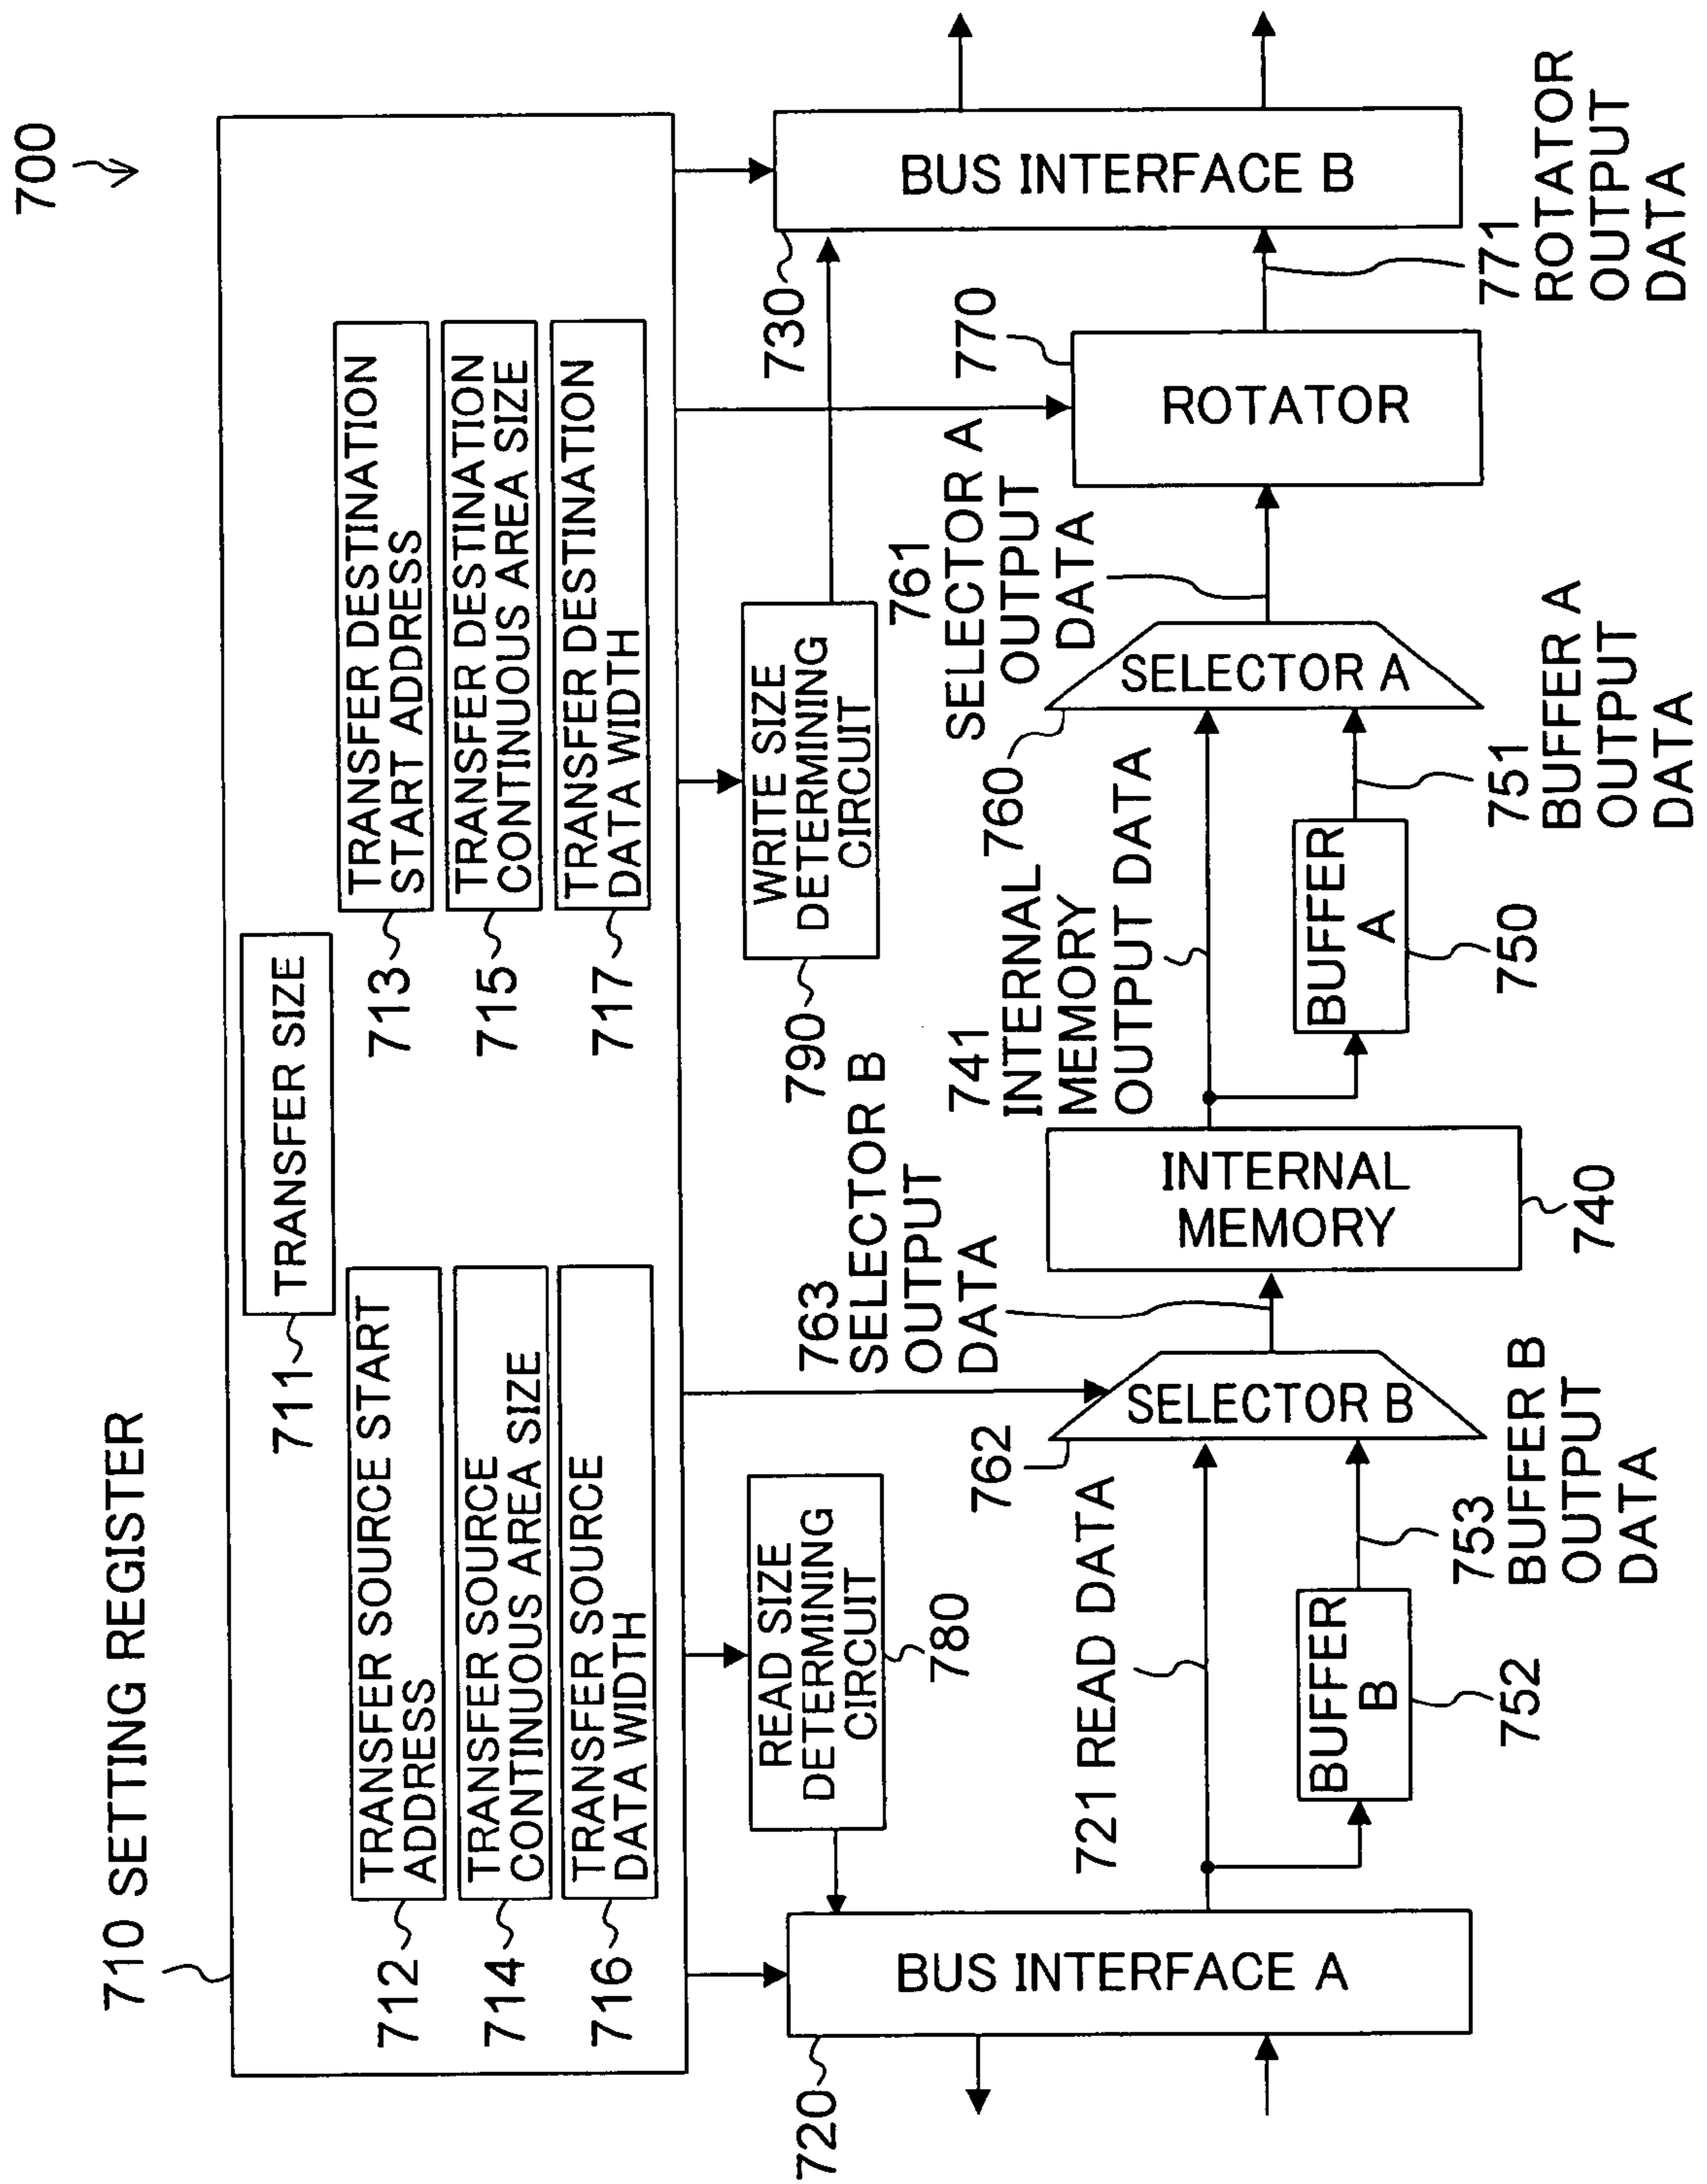 700
710 SETTING REGISTER
711
TRANSFER SIZE
712
TRANSFER SOURCE START
ADDRESS
714
TRANSFER SOURCE
CONTINUOUS AREA SIZE
716
TRANSFER SOURCE
DATA WIDTH
713
TRANSFER DESTINATION
START ADDRESS
715
TRANSFER DESTINATION
CONTINUOUS AREA SIZE
717
TRANSFER DESTINATION
DATA WIDTH
720
BUS INTERFACE A
READ SIZE
DETERMINING
CIRCUIT
780
721 READ DATA
BUFFER
B
752
753
BUFFER B
OUTPUT
DATA
762
SELECTOR B
763
SELECTOR B
OUTPUT
DATA
INTERNAL
MEMORY
740
790
WRITE SIZE
DETERMINING
CIRCUIT
741
INTERNAL
MEMORY
OUTPUT DATA
BUFFER
A
750
751
BUFFER A
OUTPUT
DATA
760
SELECTOR A
761
SELECTOR A
OUTPUT
DATA
770
ROTATOR
771
ROTATOR
OUTPUT
DATA
730
BUS INTERFACE B